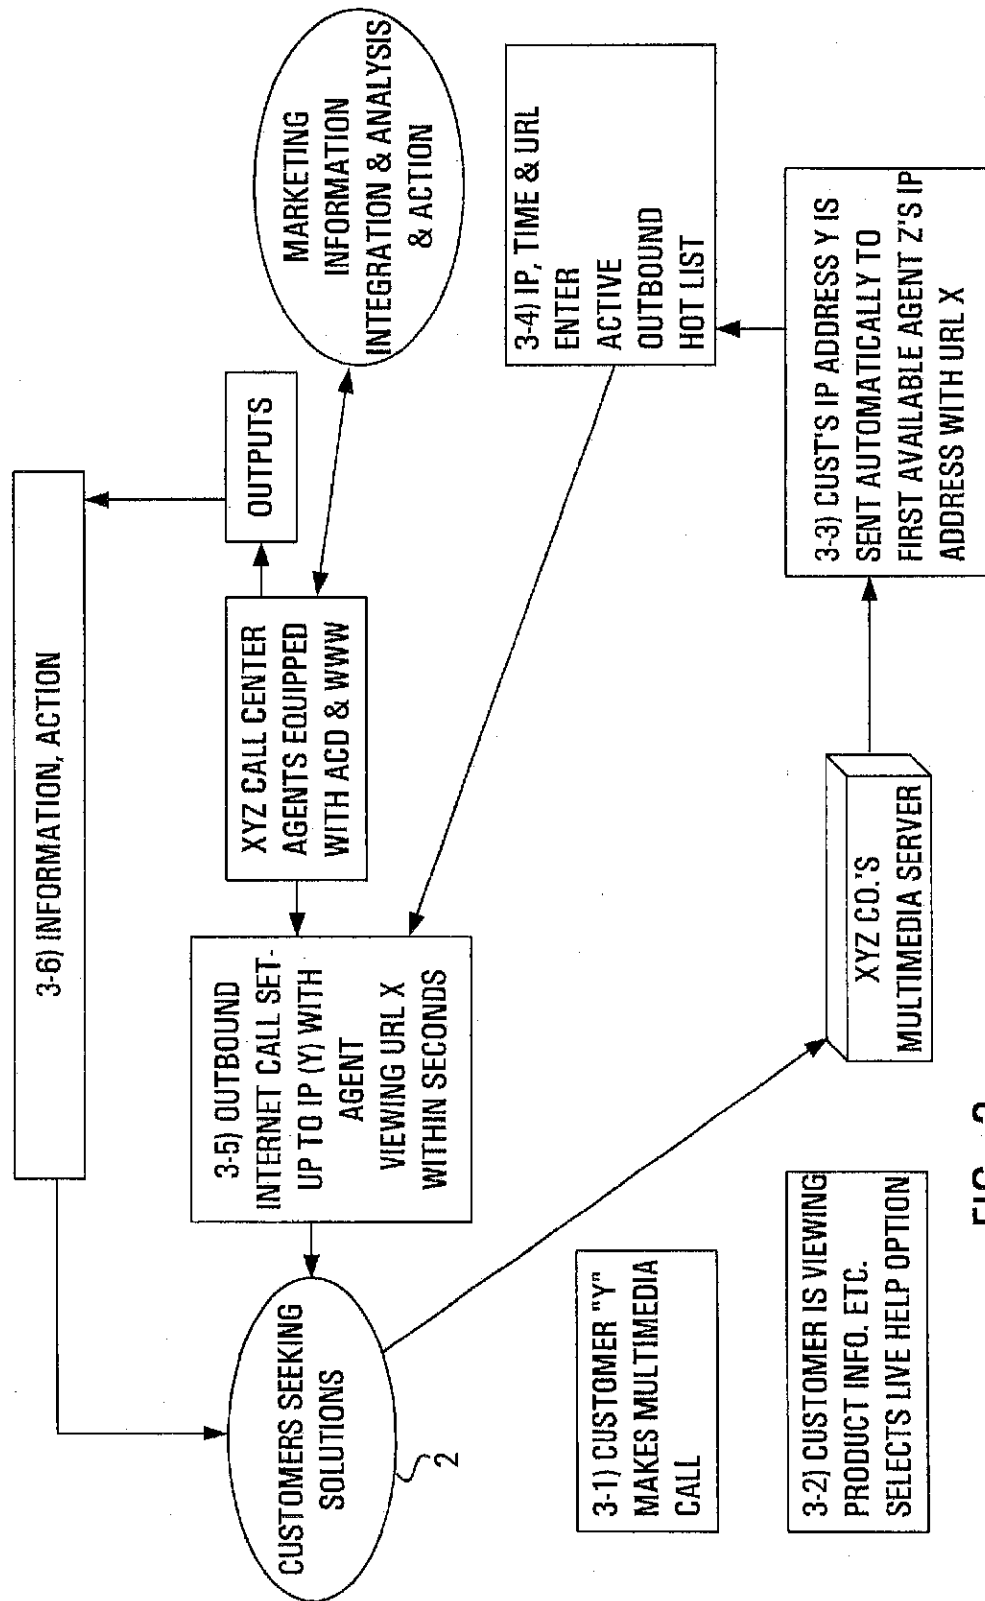 3-6) INFORMATION, ACTION
CUSTOMERS SEEKING
SOLUTIONS
2
3-5) OUTBOUND
INTERNET CALL SET-
UP TO IP (Y) WITH
AGENT
VIEWING URL X
WITHIN SECONDS
XYZ CALL CENTER
AGENTS EQUIPPED
WITH ACD & WWW
OUTPUTS
MARKETING
INFORMATION
INTEGRATION & ANALYSIS
& ACTION
3-1) CUSTOMER "Y"
MAKES MULTIMEDIA
CALL
3-4) IP, TIME & URL
ENTER
ACTIVE
OUTBOUND
HOT LIST
3-2) CUSTOMER IS VIEWING
PRODUCT INFO. ETC.
SELECTS LIVE HELP OPTION
XYZ CO.'S
MULTIMEDIA SERVER
3-3) CUST'S IP ADDRESS Y IS
SENT AUTOMATICALLY TO
FIRST AVAILABLE AGENT Z'S IP
ADDRESS WITH URL X